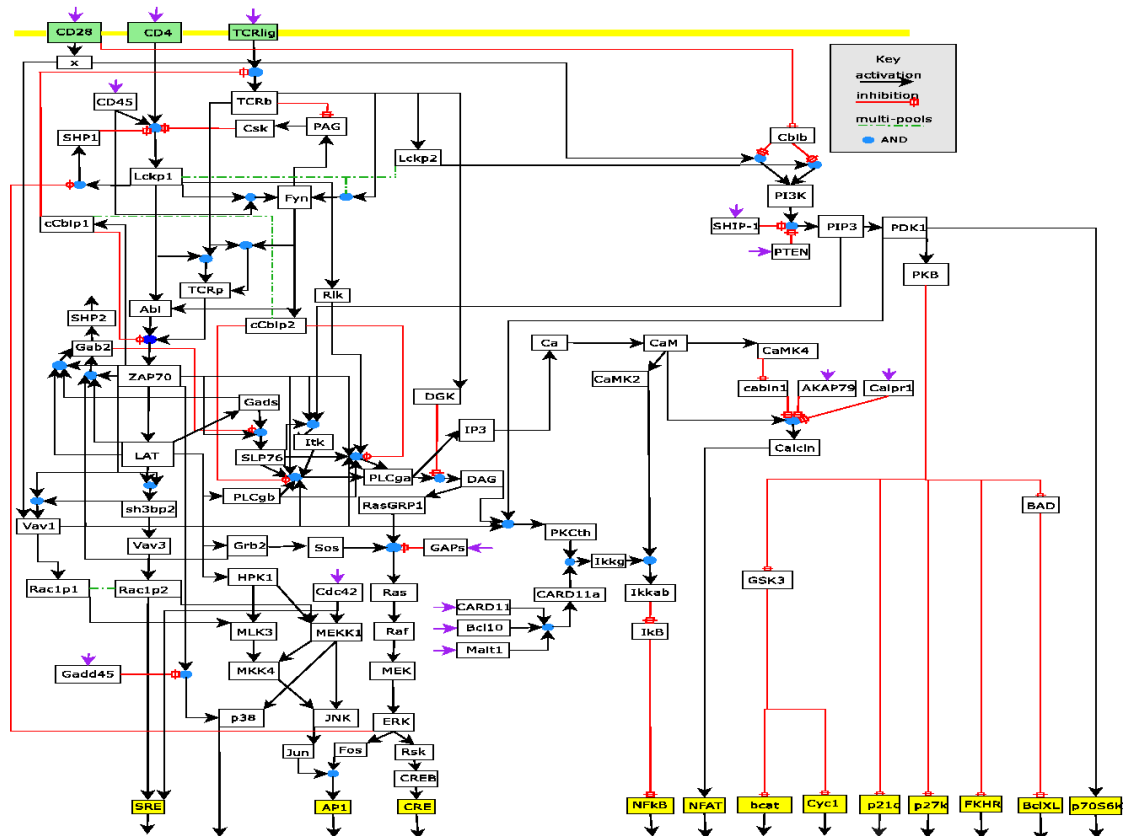 CD28
CD4
TCRlig
Key
activation
inhibition
multi-pools
AND
x
CD45
TCRb
SHP1
Csk
PAG
Cblb
Lckp1
Lckp2
Fyn
PI3K
cCblp1
SHIP-1
PIP3
PDK1
PTEN
PKB
TCRp
Rlk
Abl
SHP2
cCblp2
Gab2
Ca
CaM
CaMK4
ZAP70
CaMK2
cabin1
AKAP79
Calpr1
DGK
Gads
IP3
Itk
Calcin
LAT
SLP76
PLCga
DAG
PLCgb
RasGRP1
BAD
sh3bp2
Vav1
PKCth
Vav3
Grb2
Sos
GAPs
Ikkg
HPK1
GSK3
Rac1p1
Rac1p2
Cdc42
Ras
CARD11a
Ikkab
CARD11
MLK3
MEKK1
Raf
Bcl10
IkB
Malt1
Gadd45
MKK4
MEK
p38
JNK
ERK
Jun
Fos
Rsk
CREB
SRE
AP1
CRE
NFkB
NFAT
bcat
Cyc1
p21c
p27k
FKHR
BclXL
p70S6K